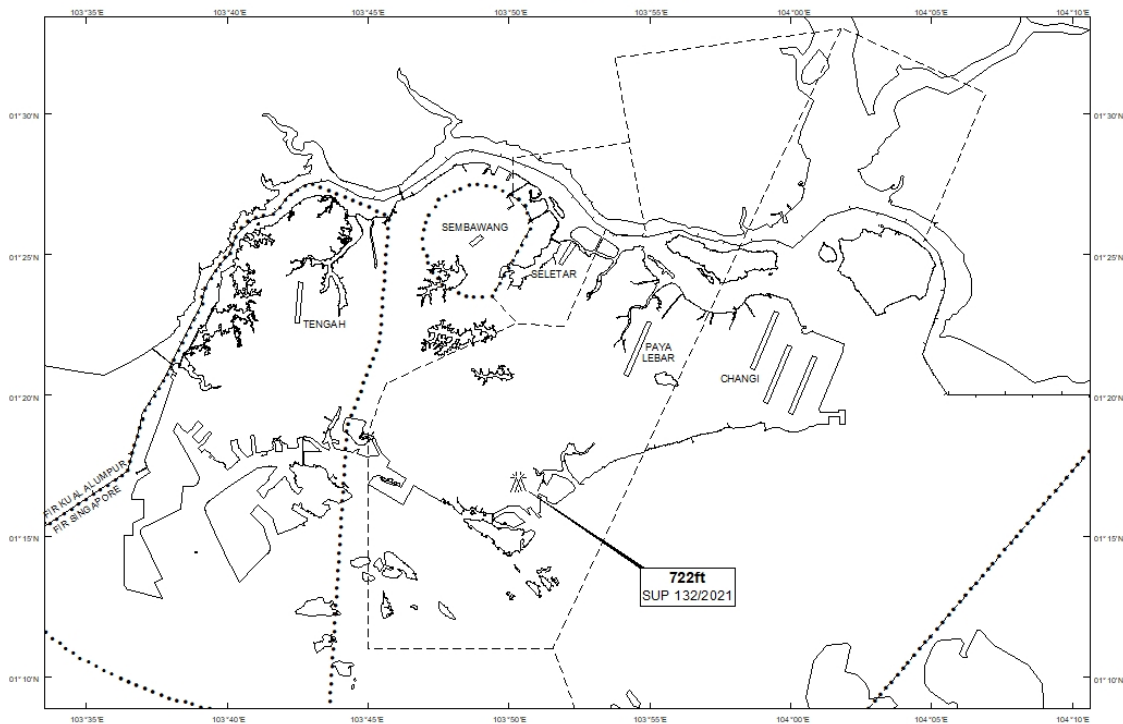 103°35'E 103°40'E 103°45'E 103°50'E 103°55'E 104°00'E 104°05'E 104°10'E
01°30'N 01°30'N
SEMBAWANG
01°25'N 01°25'N
SELETAR
TENGAH
PAYA
LEBAR
CHANGI
01°20'N 01°20'N
FIR KUALALUMPUR
FIR SINGAPORE
01°15'N 01°15'N
722ft
SUP 132/2021
01°10'N 01°10'N
103°35'E 103°40'E 103°45'E 103°50'E 103°55'E 104°00'E 104°05'E 104°10'E